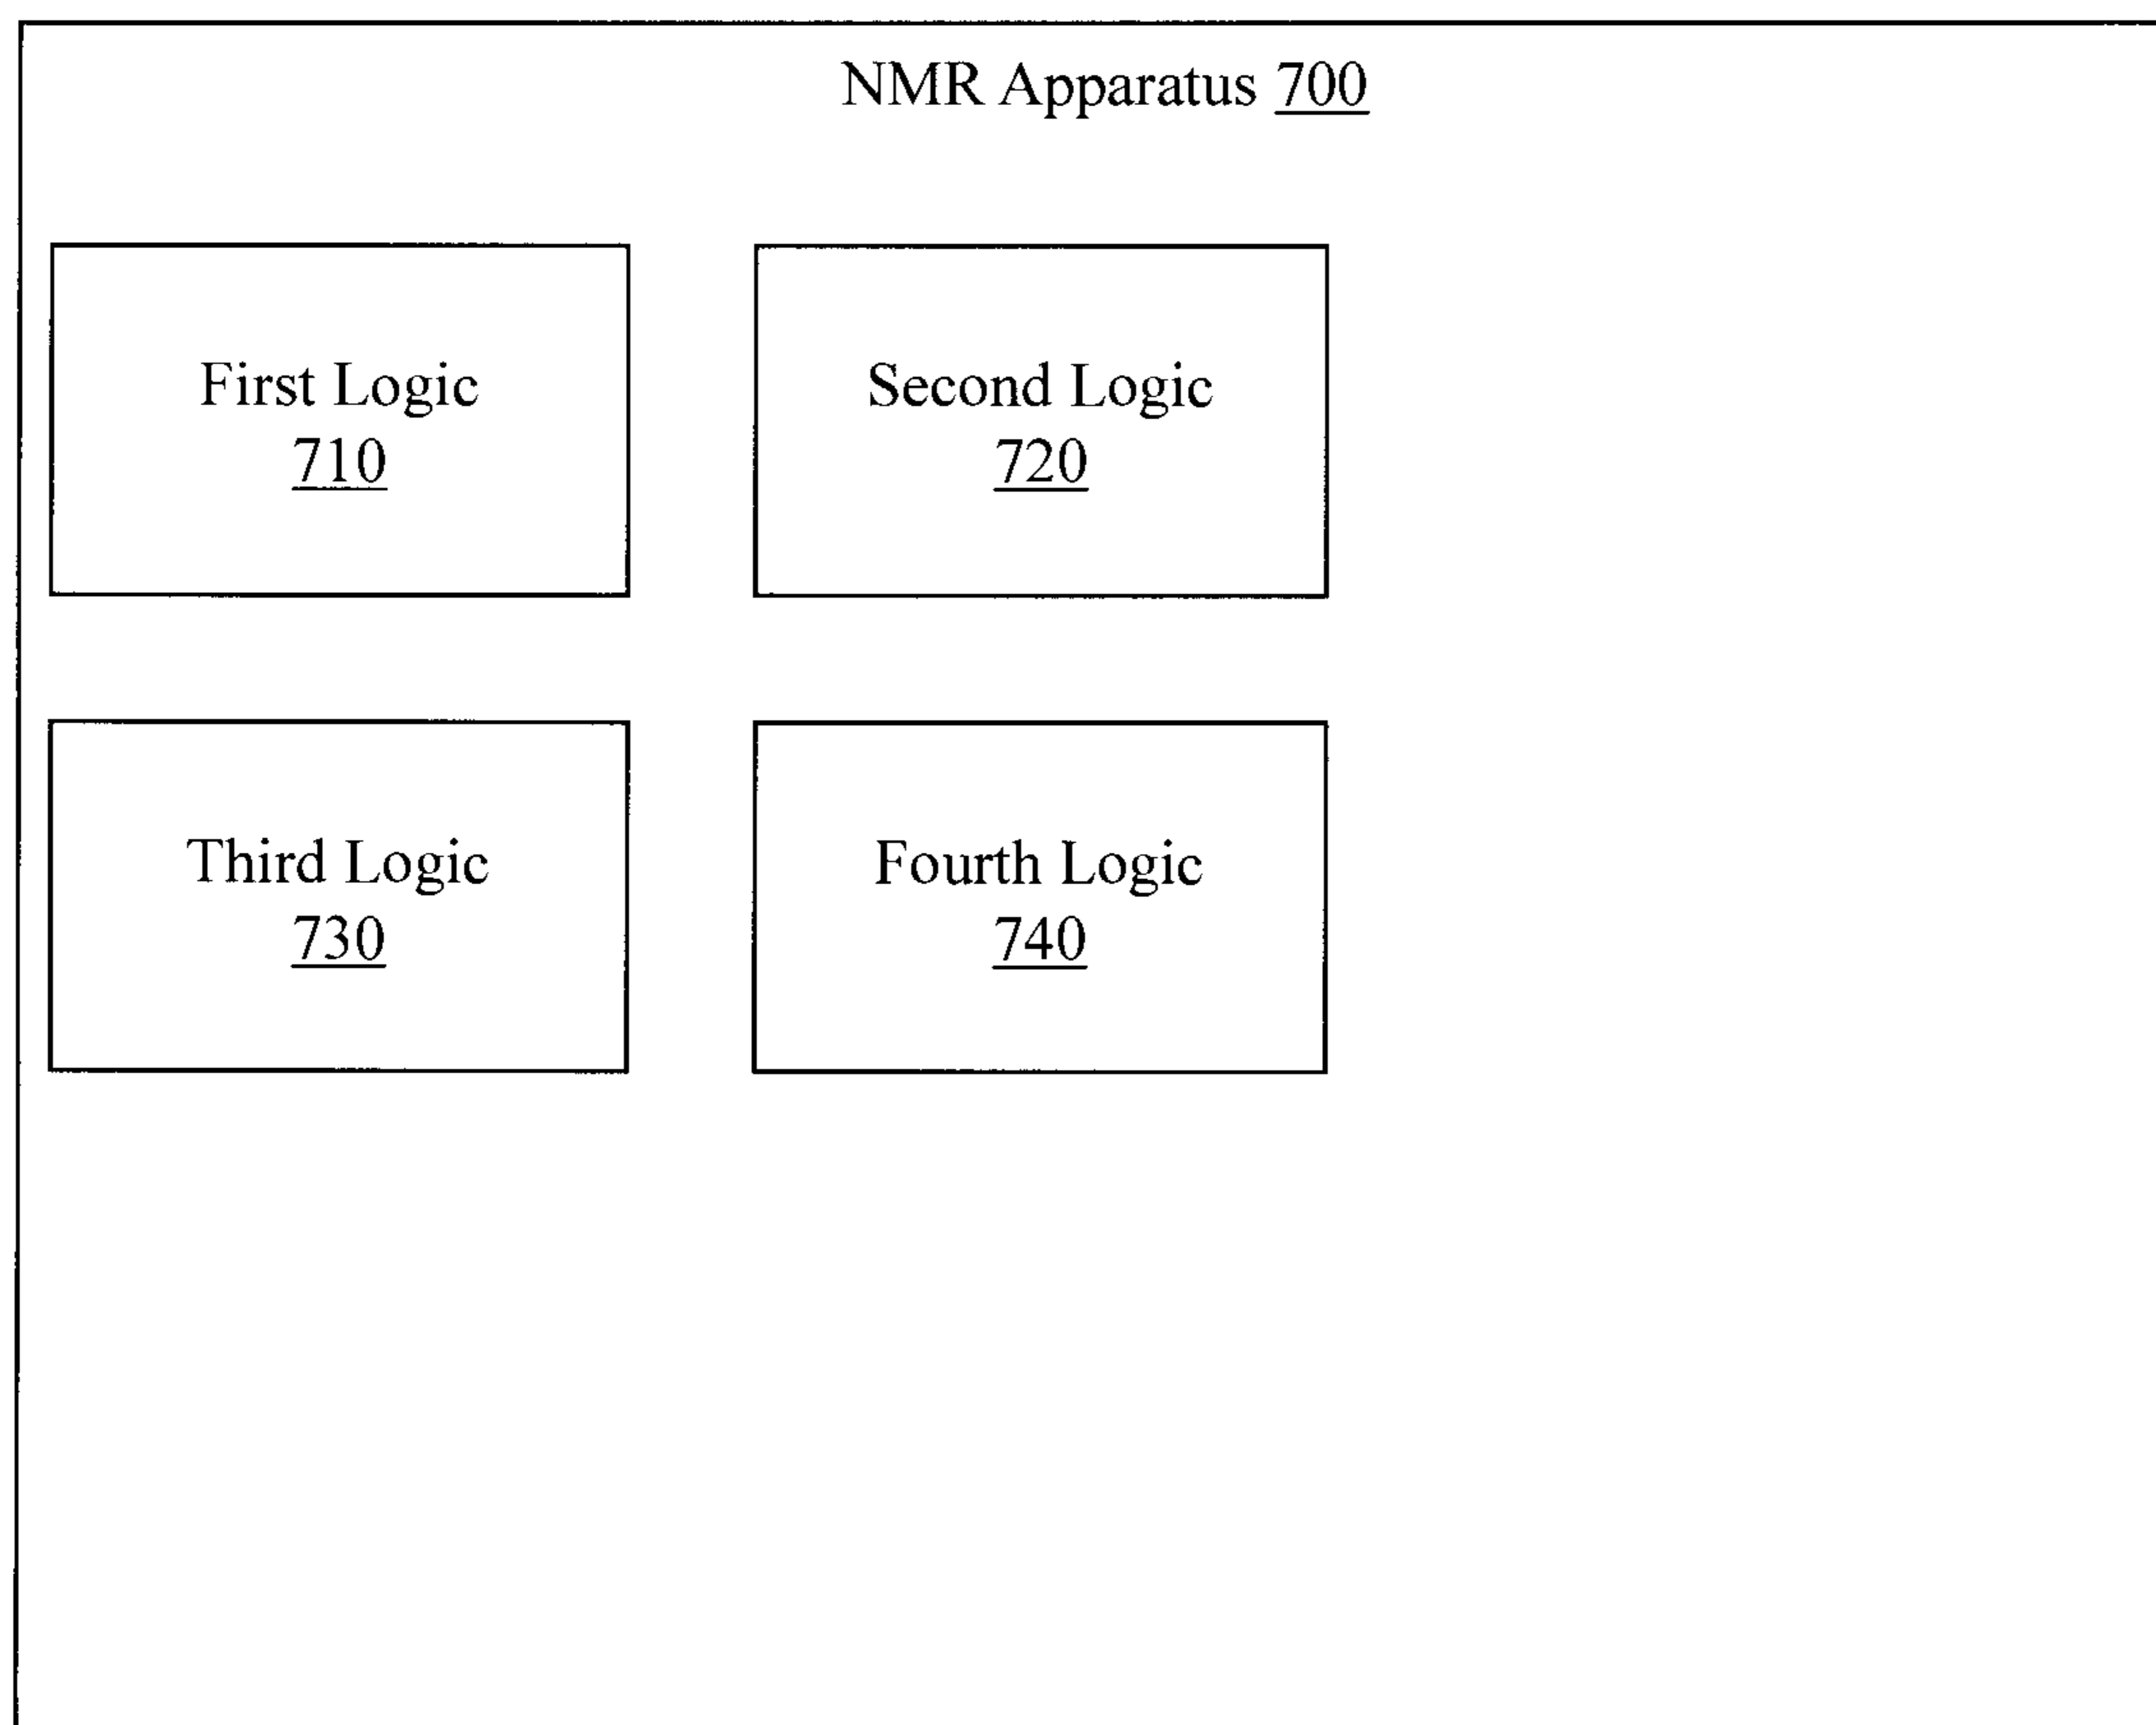 NMR Apparatus 700
First Logic
710
Second Logic
720
Third Logic
730
Fourth Logic
740